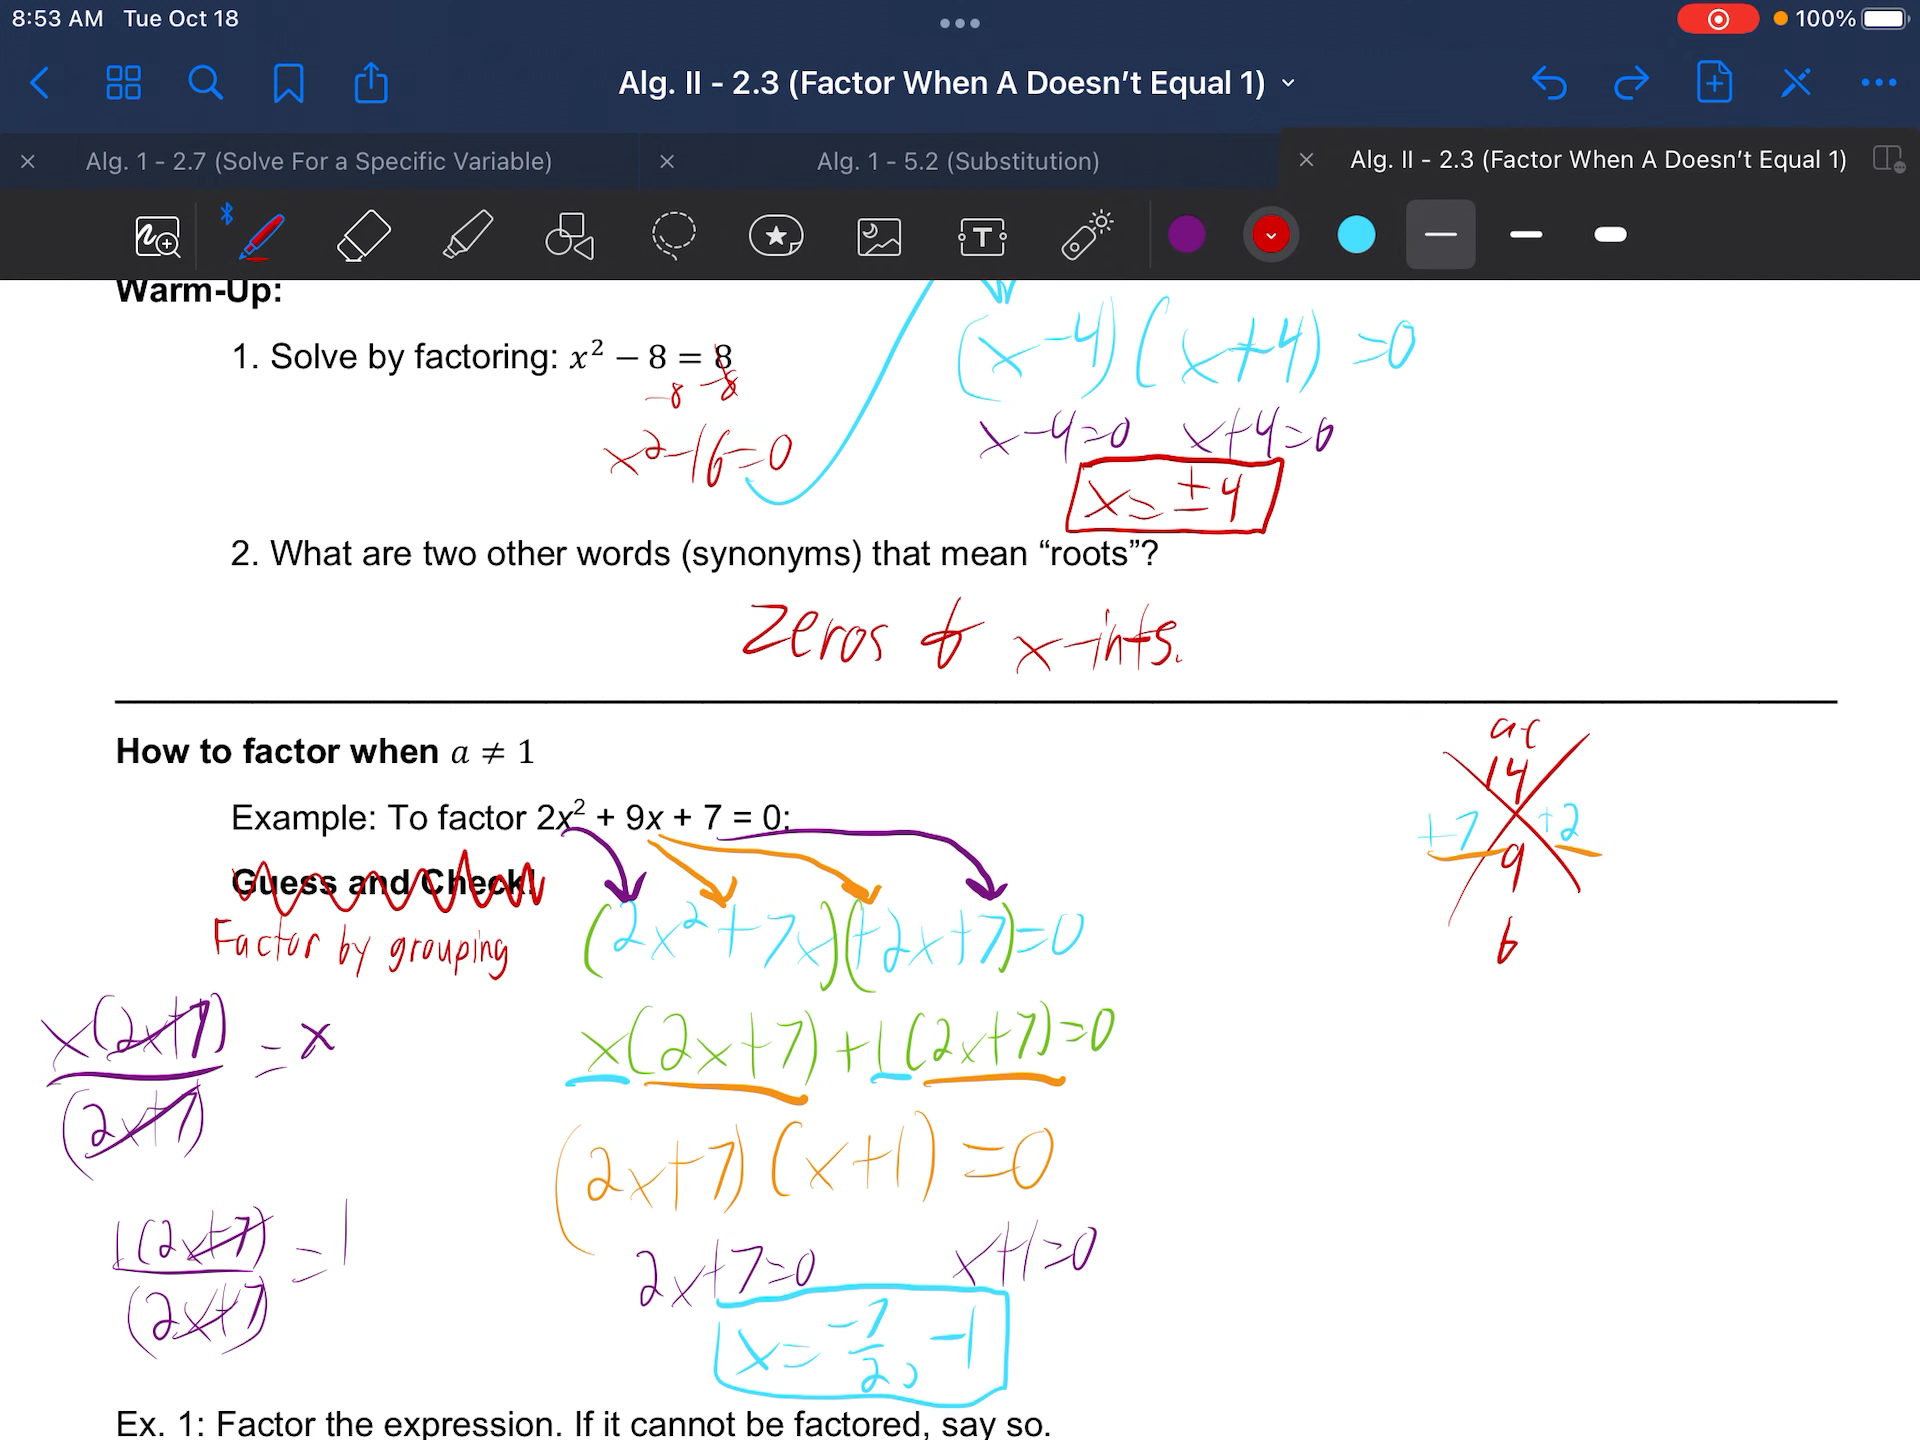 8:53 AM Tue Oct 18
100%
Alg. II - 2.3 (Factor When A Doesn’t Equal 1)
Alg. 1 - 2.7 (Solve For a Specific Variable)
Alg. 1 - 5.2 (Substitution)
Alg. II - 2.3 (Factor When A Doesn’t Equal 1)
Warm-Up:
(x-4)(x+4)=0
1. Solve by factoring: x² − 8 = 8
-8 -8
x-4=0 x+4=0
x²-16=0
x=±4
2. What are two other words (synonyms) that mean “roots”?
zeros & x-ints.
How to factor when a ≠ 1
a·c
14
Example: To factor 2x² + 9x + 7 = 0:
+7 +2
9
b
Guess and Check!
Factor by grouping
(2x²+7x)(+2x+7)=0
x(2x+7)
(2x+7)
=x
x(2x+7)+1(2x+7)=0
(2x+7)(x+1)=0
1(2x+7)
(2x+7)
=1
2x+7=0 x+1=0
x=-7/2, -1
Ex. 1: Factor the expression. If it cannot be factored, say so.